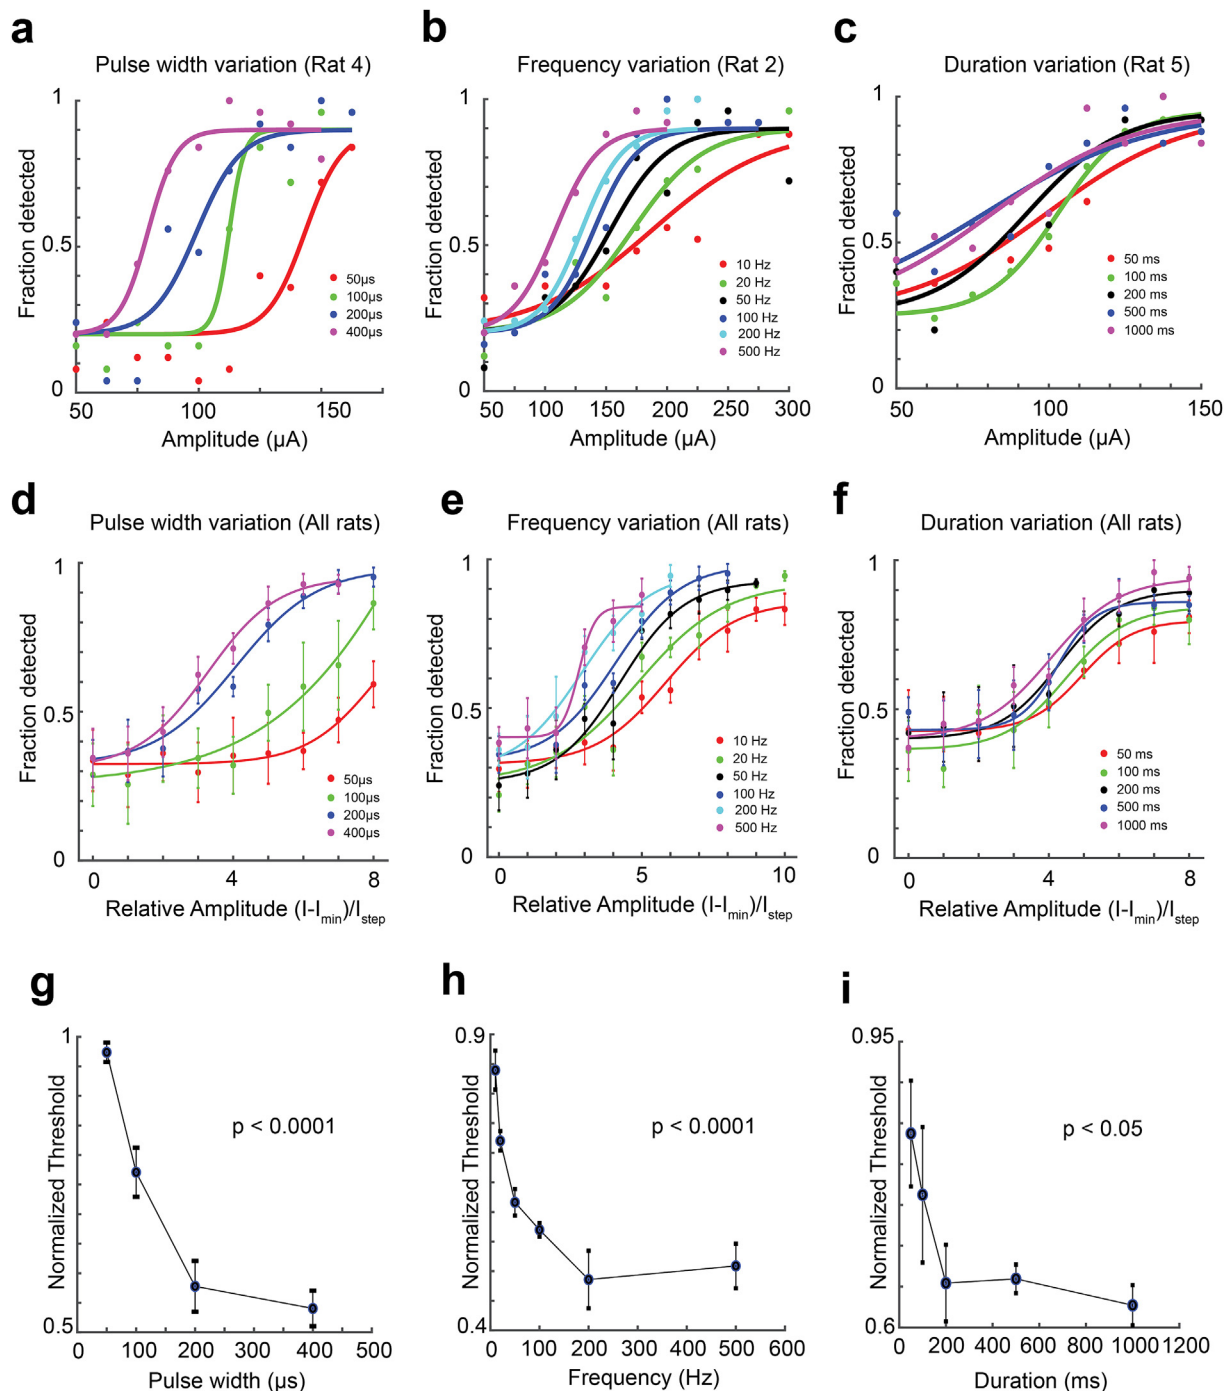 a
Pulse width variation (Rat 4)
1
0.5
0
Fraction detected
50µs
100µs
200µs
400µs
50
100
150
Amplitude (µA)
b
Frequency variation (Rat 2)
1
0.5
0
Fraction detected
10 Hz
20 Hz
50 Hz
100 Hz
200 Hz
500 Hz
50
100
150
200
250
300
Amplitude (µA)
c
Duration variation (Rat 5)
1
0.5
0
Fraction detected
50 ms
100 ms
200 ms
500 ms
1000 ms
50
100
150
Amplitude (µA)
d
Pulse width variation (All rats)
1
0.5
0
Fraction detected
50µs
100µs
200µs
400µs
0
4
8
Relative Amplitude (I-Imin)/Istep
e
Frequency variation (All rats)
1
0.5
0
Fraction detected
10 Hz
20 Hz
50 Hz
100 Hz
200 Hz
500 Hz
0
5
10
Relative Amplitude (I-Imin)/Istep
f
Duration variation (All rats)
1
0.5
0
Fraction detected
50 ms
100 ms
200 ms
500 ms
1000 ms
0
4
8
Relative Amplitude (I-Imin)/Istep
g
1
0.5
Normalized Threshold
p < 0.0001
0
100
200
300
400
500
Pulse width (µs)
h
0.9
0.4
Normalized Threshold
p < 0.0001
0
100
200
300
400
500
600
Frequency (Hz)
i
0.95
0.6
Normalized Threshold
p < 0.05
0
200
400
600
800
1000
1200
Duration (ms)